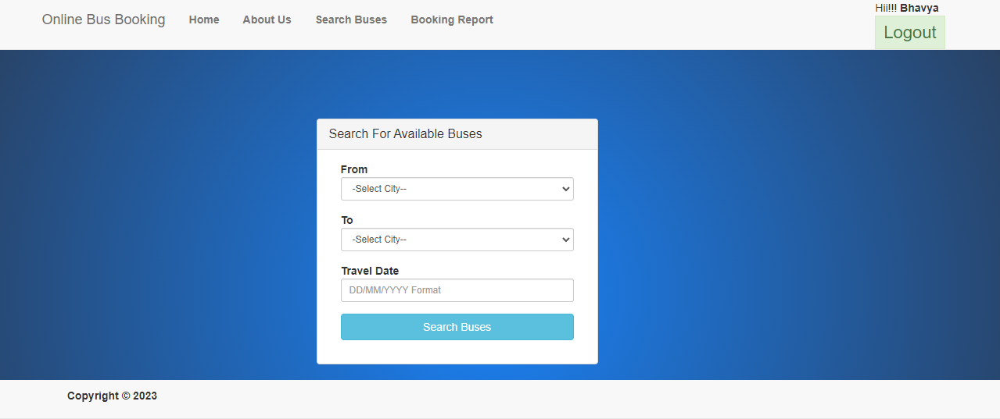 Online Bus Booking Home About Us Search Buses Booking Report
Hii!!! Bhavya
Logout
Search For Available Buses
From
-Select City--
To
-Select City--
Travel Date
DD/MM/YYYY Format
Search Buses
Copyright © 2023